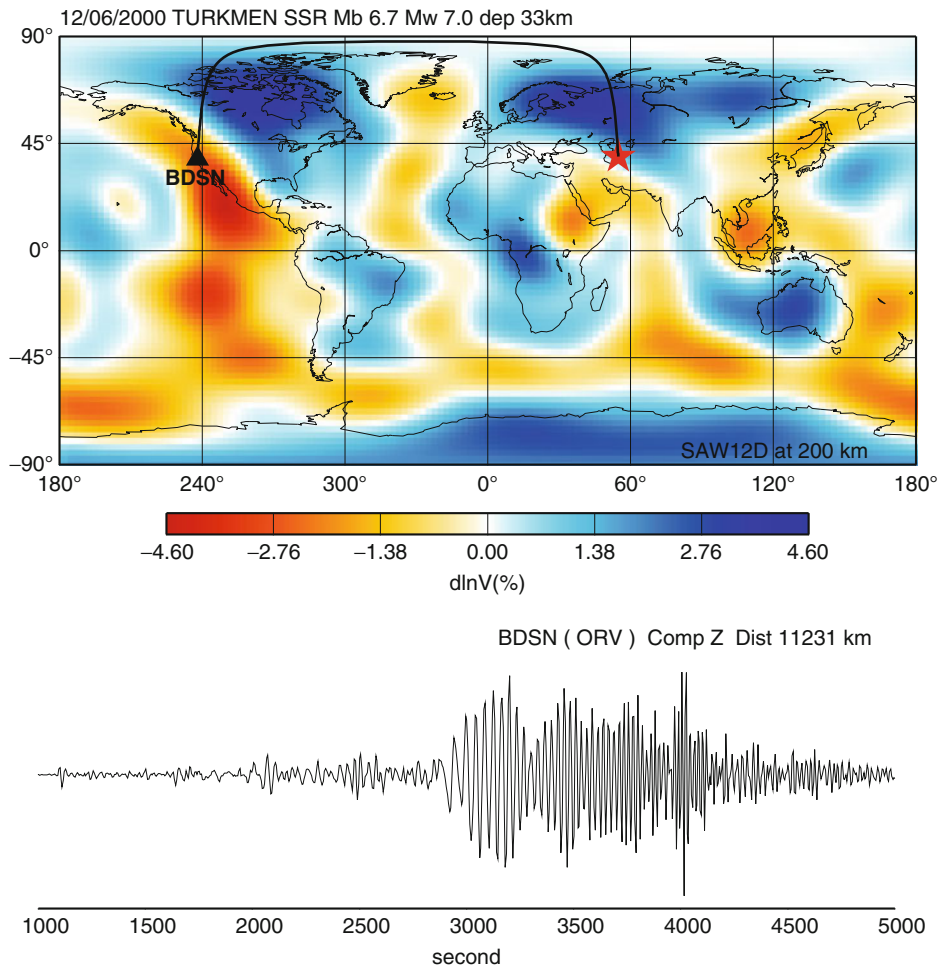 12/06/2000 TURKMEN SSR Mb 6.7 Mw 7.0 dep 33km
90°
45°
BDSN
0°
−45°
SAW12D at 200 km
−90°
180° 240° 300° 0° 60° 120° 180°
−4.60 −2.76 −1.38 0.00 1.38 2.76 4.60
dlnV(%)
BDSN ( ORV ) Comp Z Dist 11231 km
1000 1500 2000 2500 3000 3500 4000 4500 5000
second